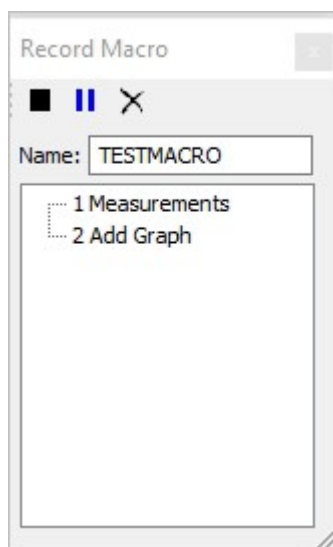 Record Macro
Name: TESTMACRO
1 Measurements
2 Add Graph